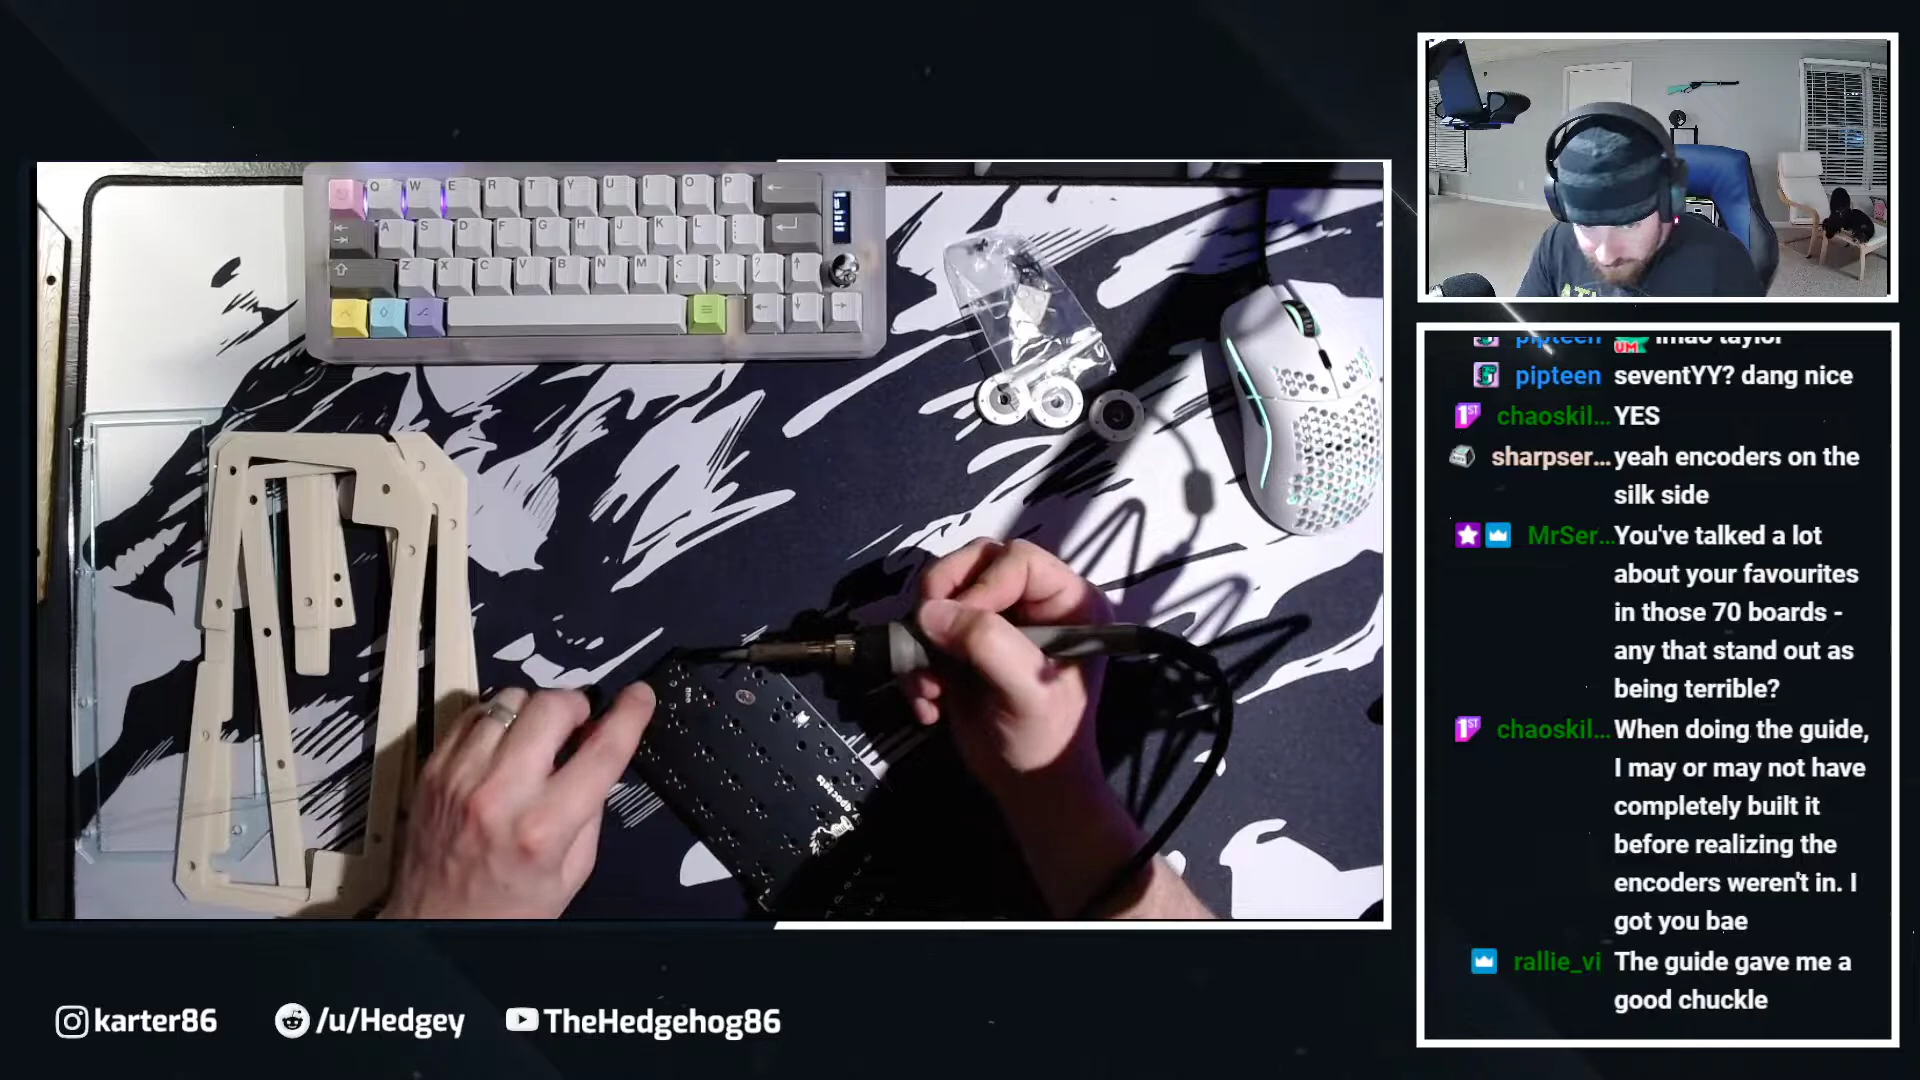 Q W E R T Y U I O P
A S D F G H J K L
Z X C V B N M < > ?
pipteen lmao taylor
pipteen seventYY? dang nice
chaoskil... YES
sharpser... yeah encoders on the
silk side
MrSer... You've talked a lot
about your favourites
in those 70 boards -
any that stand out as
being terrible?
chaoskil... When doing the guide,
I may or may not have
completely built it
before realizing the
encoders weren't in. I
got you bae
rallie_vi The guide gave me a
good chuckle
karter86 /u/Hedgey TheHedgehog86